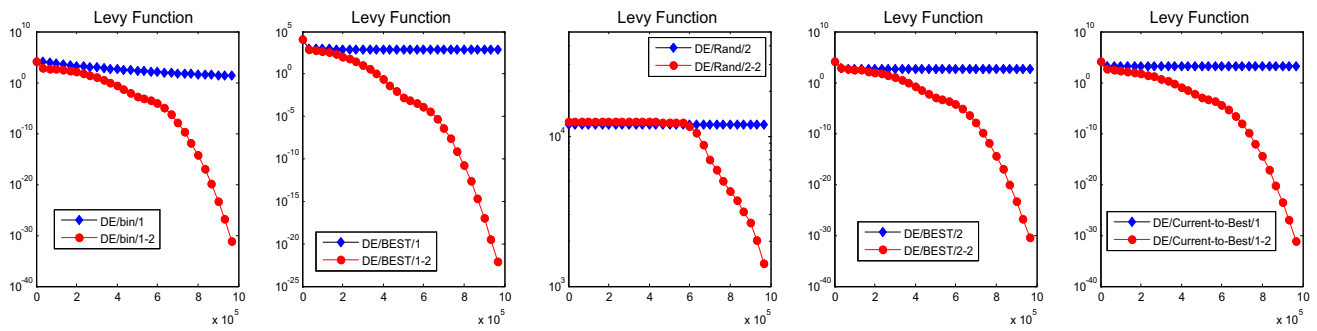 Levy Function
10^10
10^0
10^-10
10^-20
10^-30
10^-40
DE/bin/1
DE/bin/1-2
0 2 4 6 8 10
x 10^5
Levy Function
10^5
10^0
10^-5
10^-10
10^-15
10^-20
10^-25
DE/BEST/1
DE/BEST/1-2
0 2 4 6 8 10
x 10^5
Levy Function
DE/Rand/2
DE/Rand/2-2
10^4
10^3
0 2 4 6 8 10
x 10^5
Levy Function
10^10
10^0
10^-10
10^-20
10^-30
10^-40
DE/BEST/2
DE/BEST/2-2
0 2 4 6 8 10
x 10^5
Levy Function
10^10
10^0
10^-10
10^-20
10^-30
10^-40
DE/Current-to-Best/1
DE/Current-to-Best/1-2
0 2 4 6 8 10
x 10^5